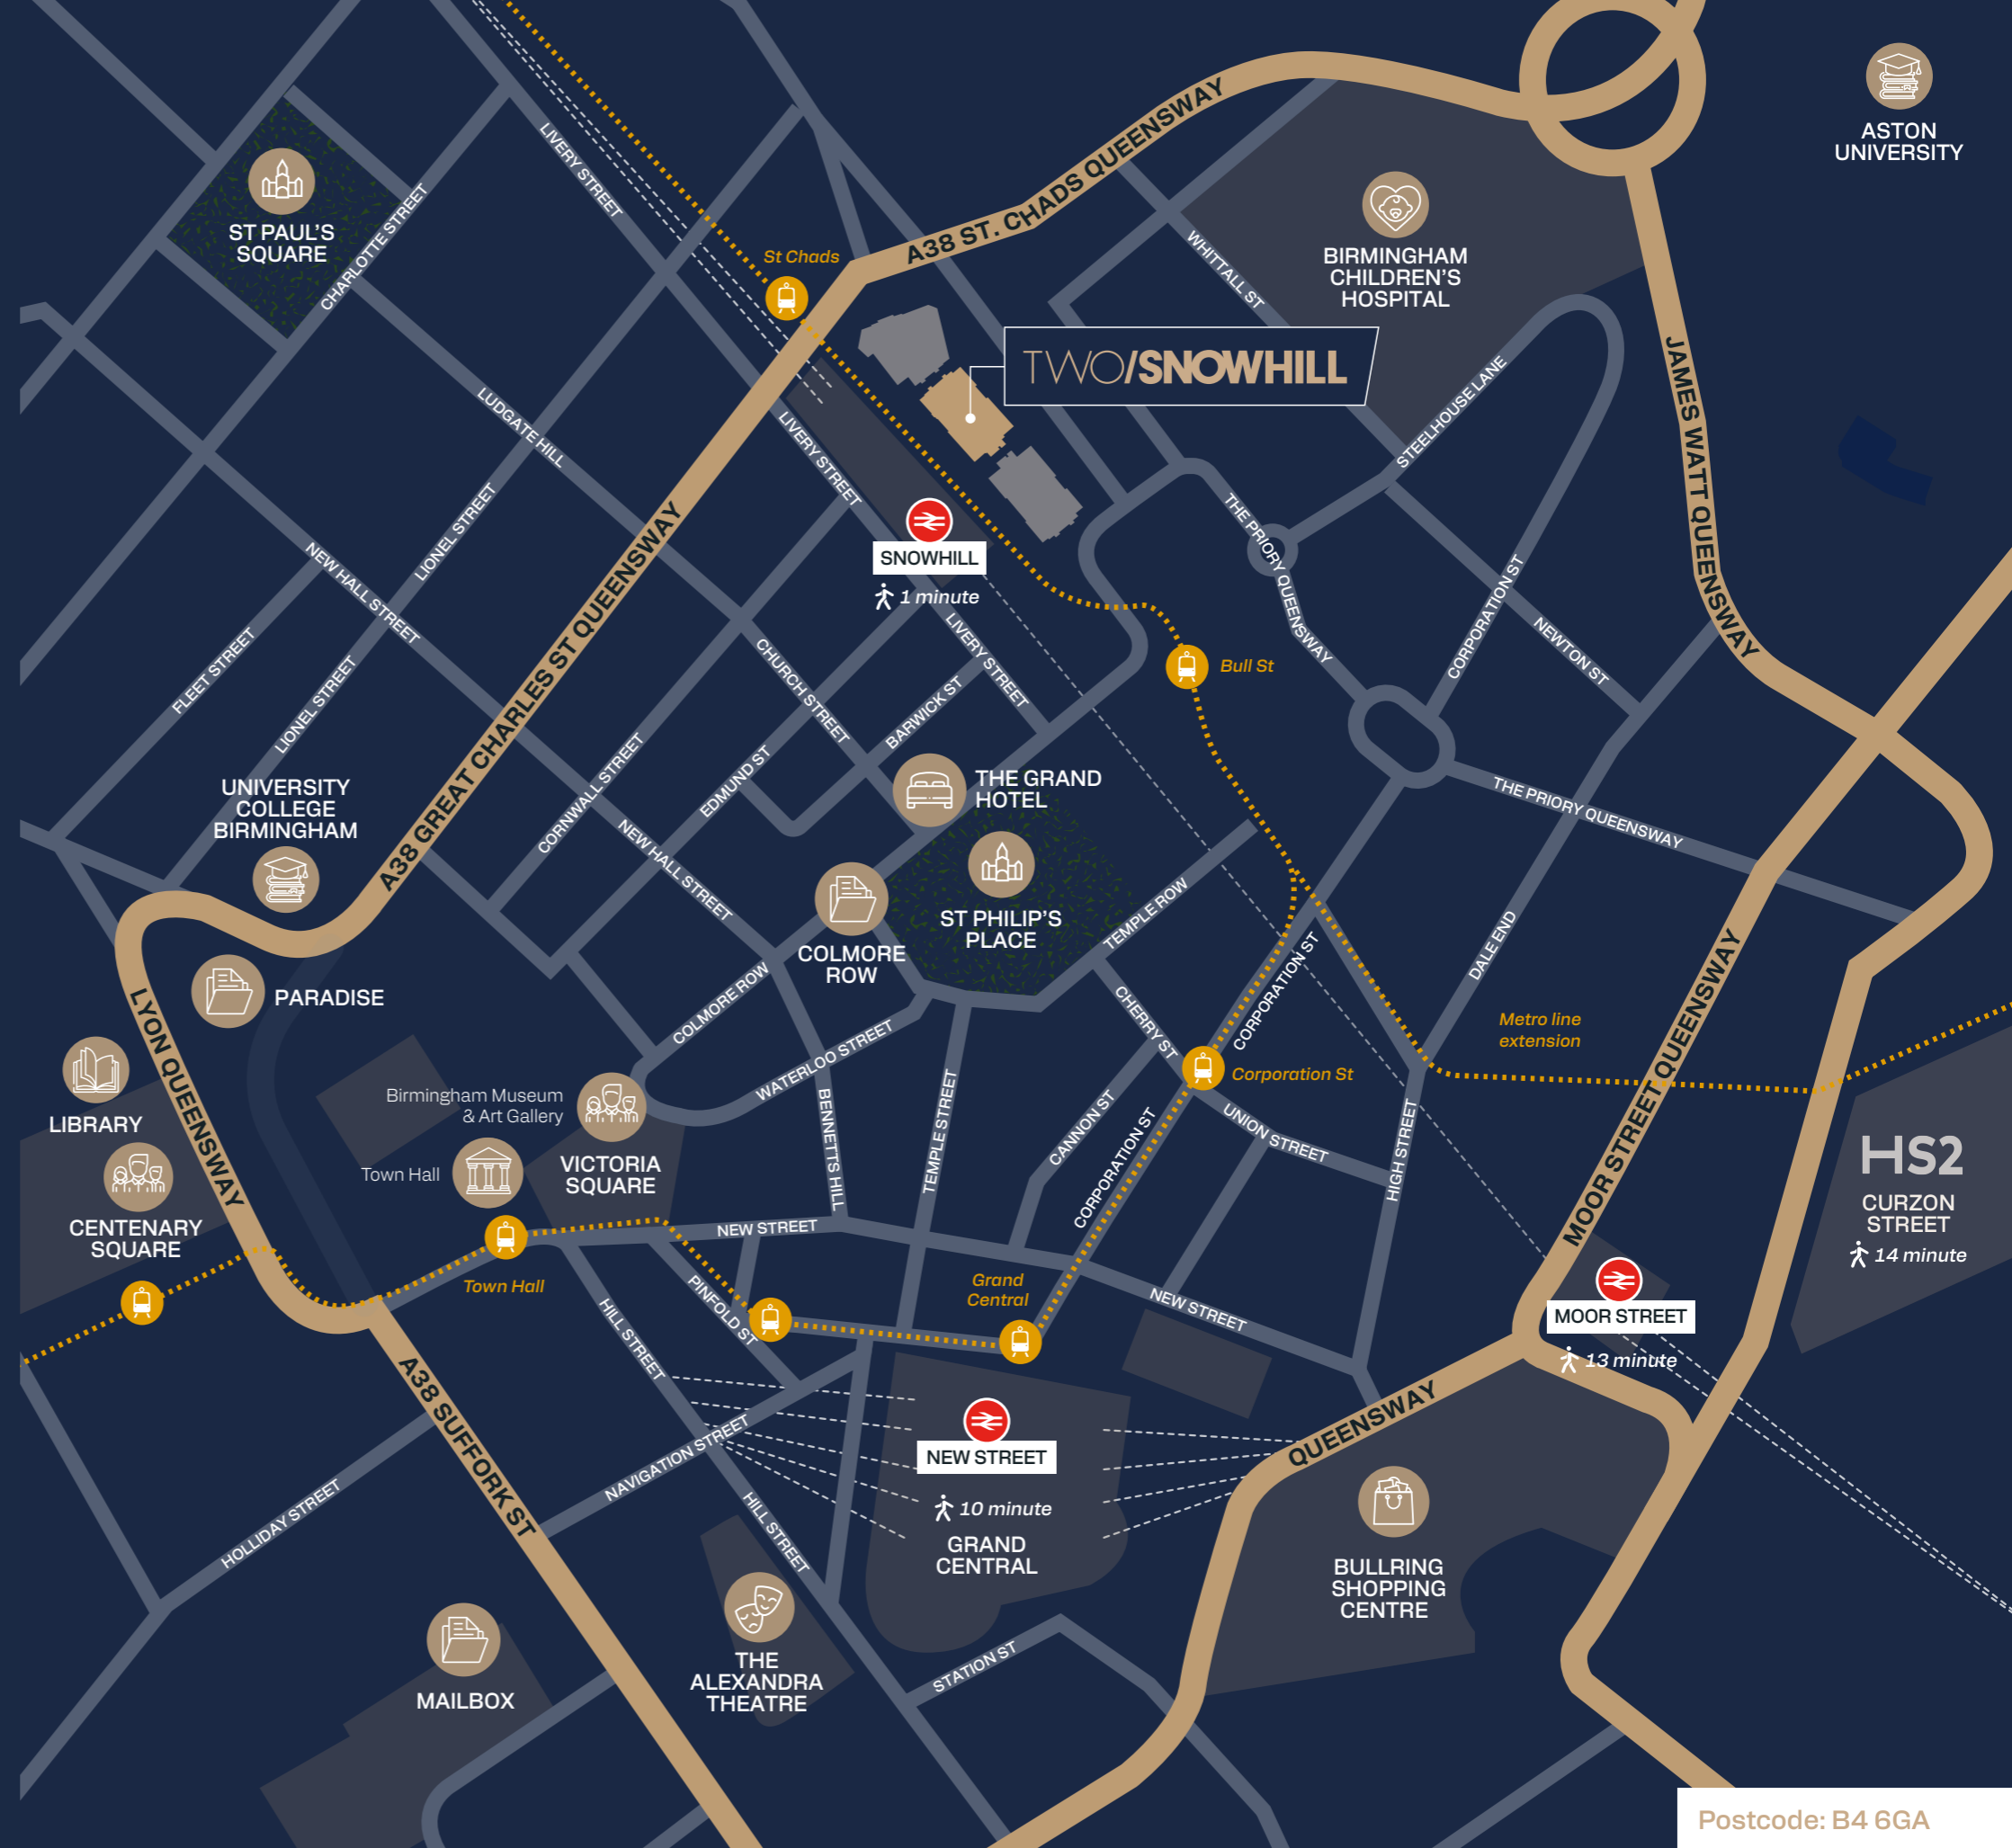 ASTON
UNIVERSITY
A38 ST. CHADS QUEENSWAY
LIVERY STREET
ST PAUL'S
SQUARE
CHARLOTTE STREET
St Chads
WHITTALL ST
BIRMINGHAM
CHILDREN'S
HOSPITAL
TWO/SNOWHILL
JAMES WATT QUEENSWAY
STEELHOUSE LANE
LUDGATE HILL
LIVERY STREET
LIONEL STREET
NEW HALL STREET
A38 GREAT CHARLES ST QUEENSWAY
SNOWHILL
1 minute
THE PRIORY QUEENSWAY
CORPORATION ST
NEWTON ST
FLEET STREET
LIONEL STREET
CHURCH STREET
LIVERY STREET
BARWICK ST
Bull St
CORNWALL STREET
EDMUND ST
THE GRAND
HOTEL
THE PRIORY QUEENSWAY
UNIVERSITY
COLLEGE
BIRMINGHAM
NEW HALL STREET
ST PHILIP'S
PLACE
TEMPLE ROW
COLMORE
ROW
DALE END
PARADISE
COLMORE ROW
CHERRY ST
CORPORATION ST
Metro line
extension
LYON QUEENSWAY
WATERLOO STREET
LIBRARY
Birmingham Museum
& Art Gallery
Town Hall
VICTORIA
SQUARE
BENNETTS HILL
TEMPLE STREET
CANNON ST
CORPORATION ST
Corporation St
UNION STREET
HIGH STREET
MOOR STREET QUEENSWAY
HS2
CURZON
STREET
14 minute
CENTENARY
SQUARE
Town Hall
NEW STREET
PINFOLD ST
Grand
Central
NEW STREET
MOOR STREET
13 minute
HILL STREET
A38 SUFFORK ST
NAVIGATION STREET
NEW STREET
10 minute
GRAND
CENTRAL
QUEENSWAY
HOLLIDAY STREET
HILL STREET
BULLRING
SHOPPING
CENTRE
MAILBOX
THE
ALEXANDRA
THEATRE
STATION ST
Postcode: B4 6GA